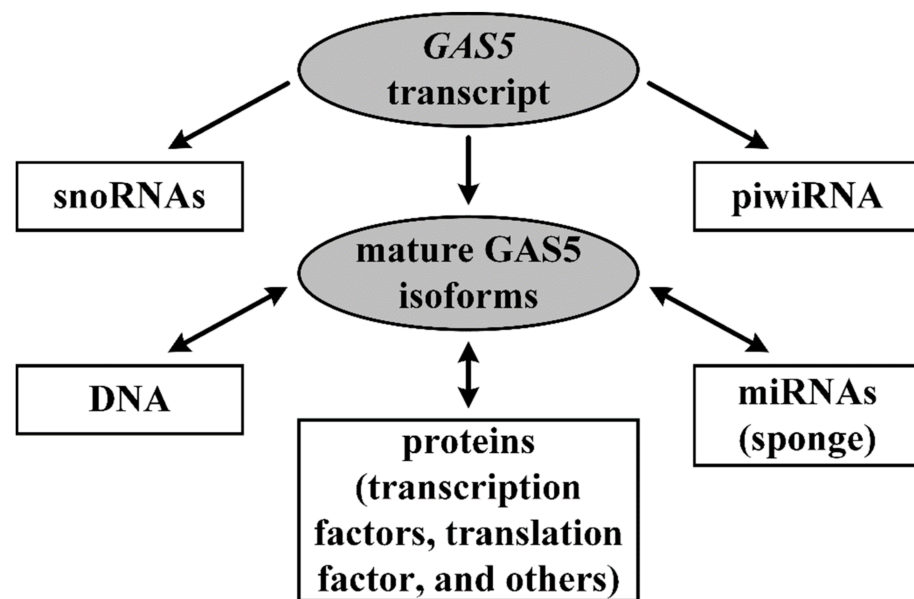 GAS5
transcript
snoRNAs
piwiRNA
mature GAS5
isoforms
DNA
miRNAs
(sponge)
proteins
(transcription
factors, translation
factor, and others)